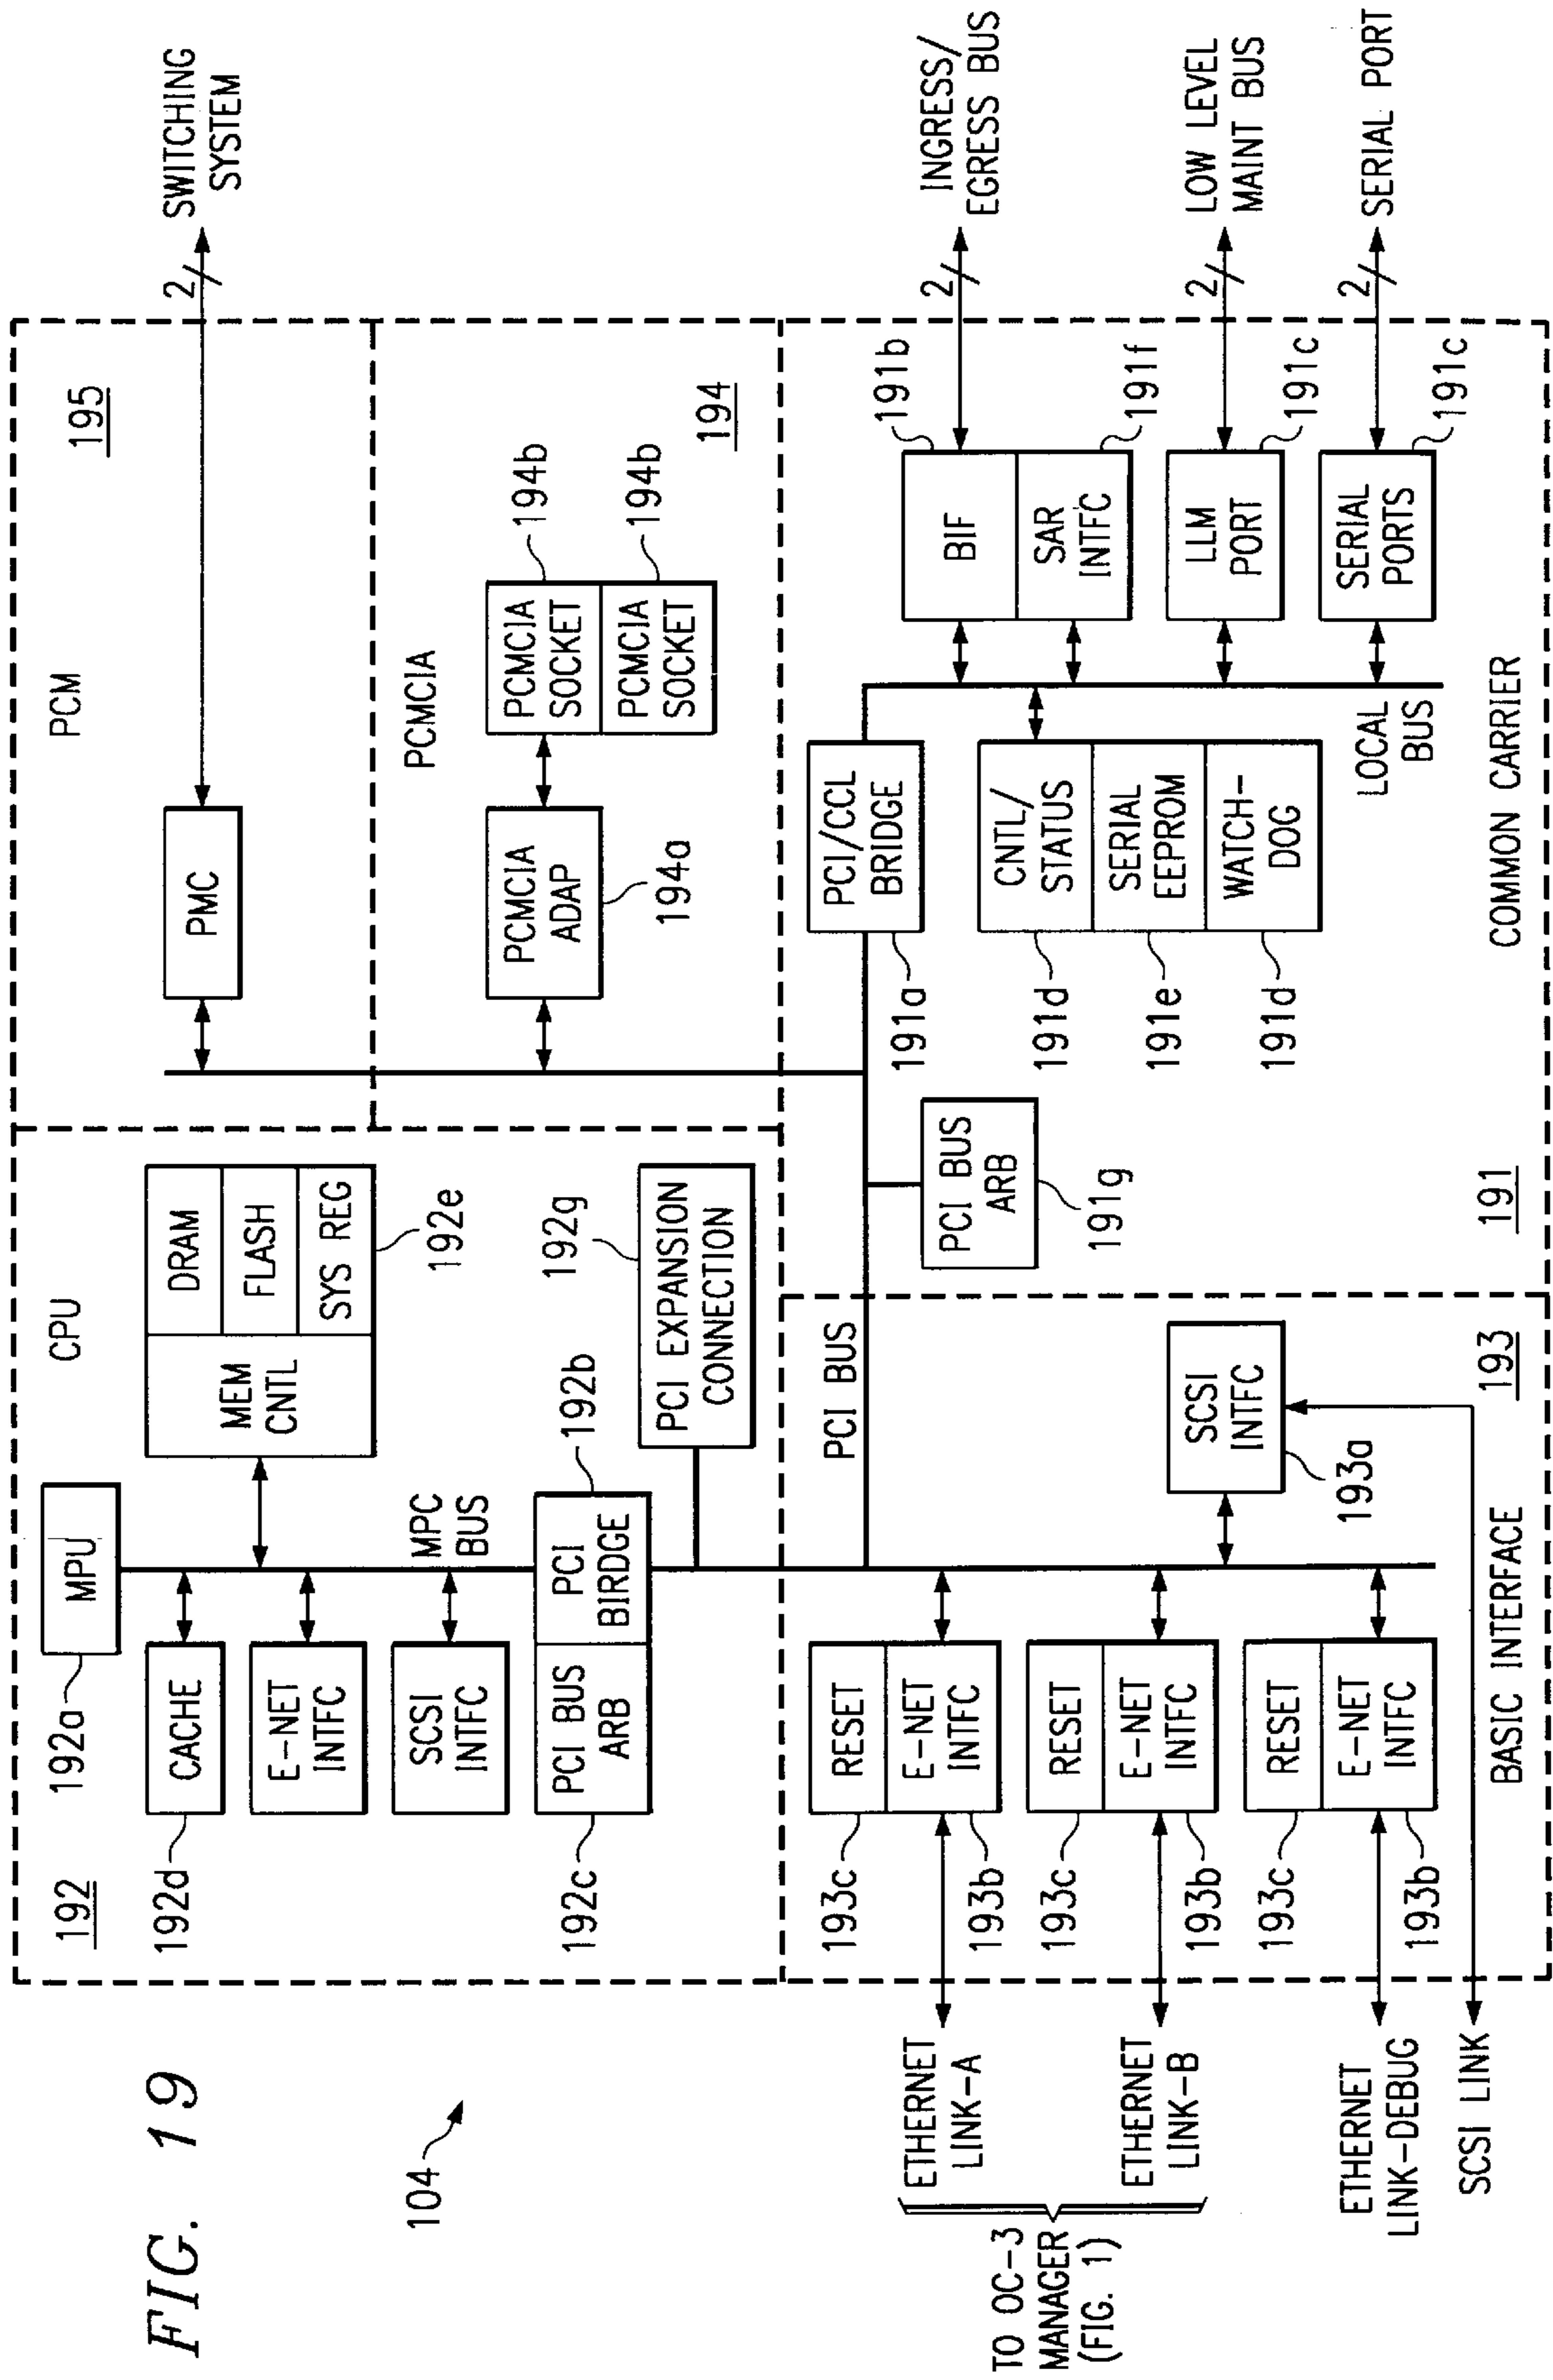 FIG. 19
104
192
CPU
192a
MPU
CACHE
192d
E-NET
INTFC
SCSI
INTFC
MPC
BUS
MEM
CNTL
DRAM
FLASH
SYS REG
192e
PCI BUS
ARB
PCI
BIRDGE
192b
192c
PCI EXPANSION
CONNECTION
192g
PCM
195
PMC
2
SWITCHING
SYSTEM
PCMCIA
194
PCMCIA
ADAP
194a
PCMCIA
SOCKET
194b
PCMCIA
SOCKET
194b
PCI BUS
RESET
E-NET
INTFC
193c
193b
ETHERNET
LINK-A
RESET
E-NET
INTFC
193c
193b
ETHERNET
LINK-B
TO OC-3
MANAGER
(FIG. 1)
RESET
E-NET
INTFC
193c
193b
ETHERNET
LINK-DEBUG
SCSI LINK
SCSI
INTFC
193a
193
BASIC INTERFACE
PCI BUS
ARB
191g
191
PCI/CCL
BRIDGE
191a
CNTL/
STATUS
191d
SERIAL
EEPROM
191e
WATCH-
DOG
191d
LOCAL
BUS
BIF
191b
SAR
INTFC
191f
LLM
PORT
191c
SERIAL
PORTS
191c
2
INGRESS/
EGRESS BUS
2
LOW LEVEL
MAINT BUS
2
SERIAL PORT
COMMON CARRIER